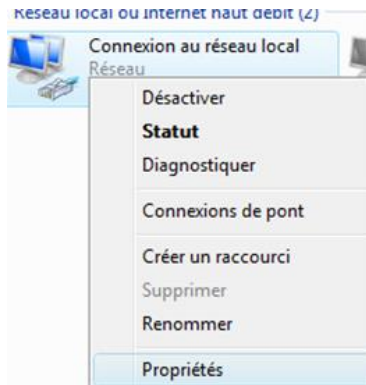 Réseau local ou Internet haut débit (2)
Connexion au réseau local
Réseau
Désactiver
Statut
Diagnostiquer
Connexions de pont
Créer un raccourci
Supprimer
Renommer
Propriétés